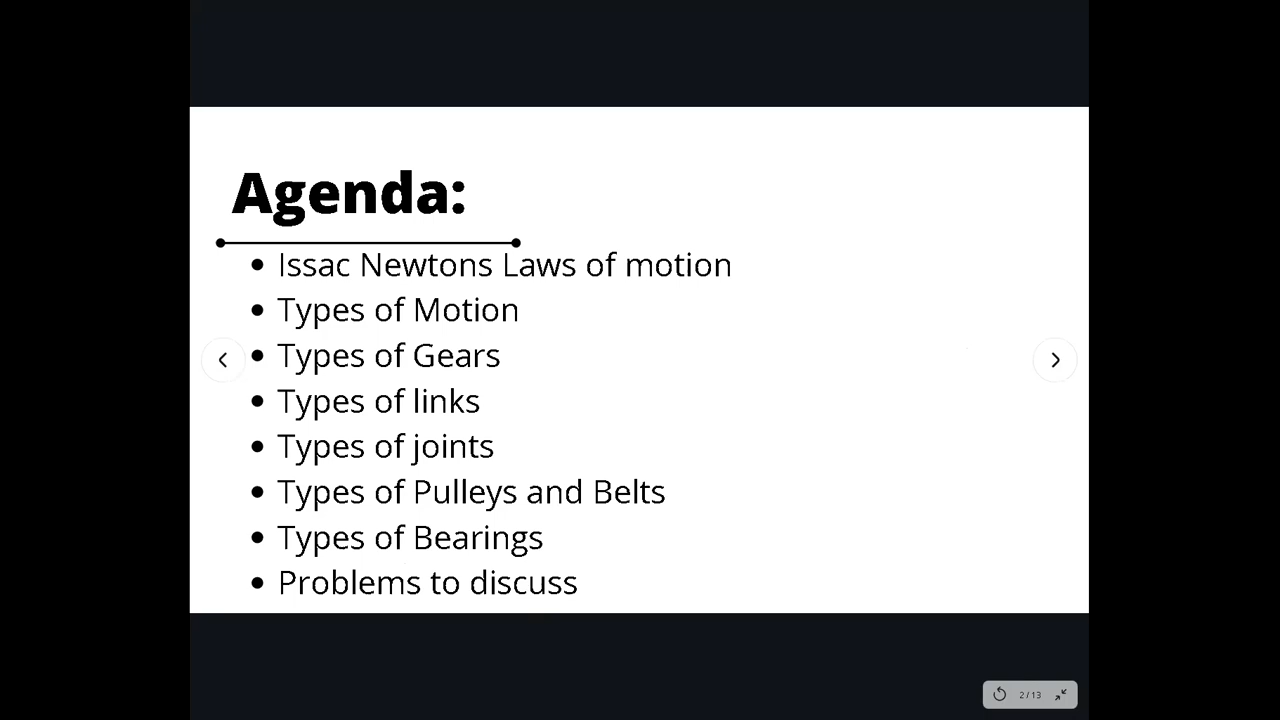 Agenda:
Issac Newtons Laws of motion
Types of Motion
Types of Gears
Types of links
Types of joints
Types of Pulleys and Belts
Types of Bearings
Problems to discuss
2 / 13